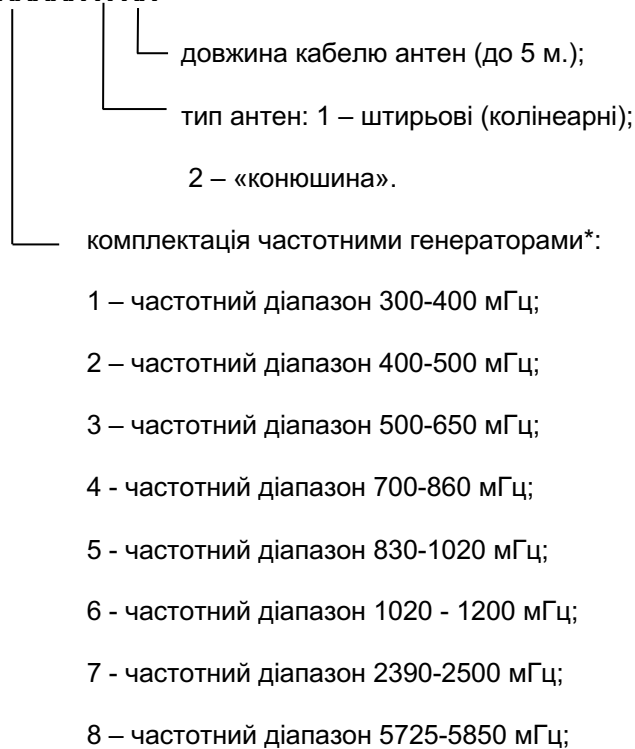 довжина кабелю антен (до 5 м.);
тип антен: 1 – штирьові (колінеарні);
2 – «конюшина».
комплектація частотними генераторами*:
1 – частотний діапазон 300-400 мГц;
2 – частотний діапазон 400-500 мГц;
3 – частотний діапазон 500-650 мГц;
4 - частотний діапазон 700-860 мГц;
5 - частотний діапазон 830-1020 мГц;
6 - частотний діапазон 1020 - 1200 мГц;
7 - частотний діапазон 2390-2500 мГц;
8 – частотний діапазон 5725-5850 мГц;